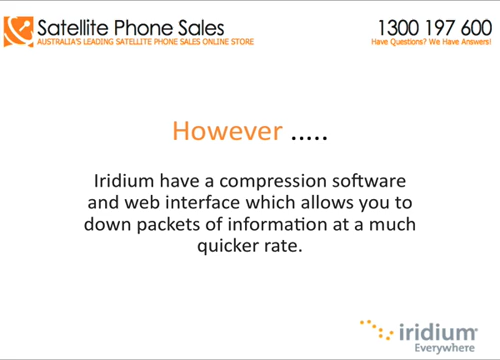 Satellite Phone Sales
AUSTRALIA'S LEADING SATELLITE PHONE SALES ONLINE STORE
1300 197 600
Have Questions? We Have Answers!
However .....
Iridium have a compression software
and web interface which allows you to
down packets of information at a much
quicker rate.
iridium
Everywhere